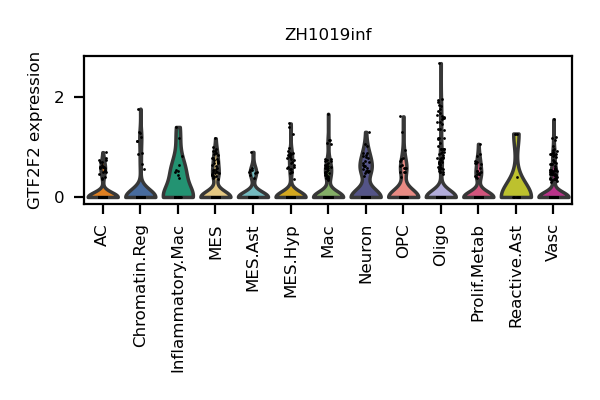 ZH1019inf
GTF2F2 expression
2
0
AC
Chromatin.Reg
Inflammatory.Mac
MES
MES.Ast
MES.Hyp
Mac
Neuron
OPC
Oligo
Prolif.Metab
Reactive.Ast
Vasc